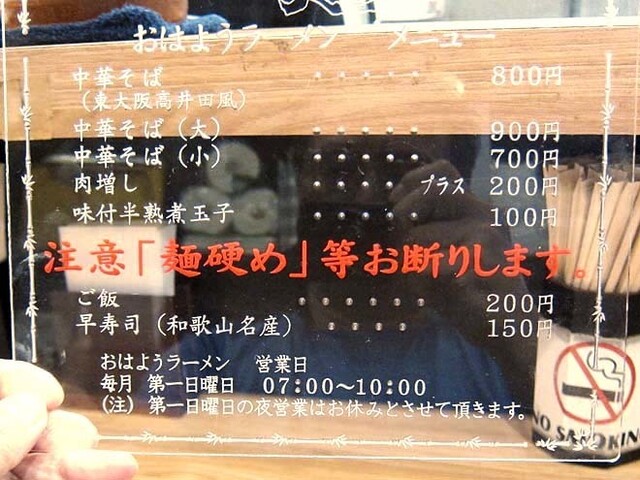 おはようラーメン　メニュー
中華そば ・・・・・ 800円
（東大阪高井田風）
中華そば（大） ・・・・・ 900円
中華そば（小） ・・・・・ 700円
肉増し ・・・・・ プラス 200円
味付半熟煮玉子 ・・・・・ 100円
注意「麺硬め」等お断りします。
ご飯 ・・・・・・ 200円
早寿司（和歌山名産） ・・・・ 150円
おはようラーメン　営業日
毎月 第一日曜日　07:00〜10:00
（注）第一日曜日の夜営業はお休みとさせて頂きます。
NO SMOKING